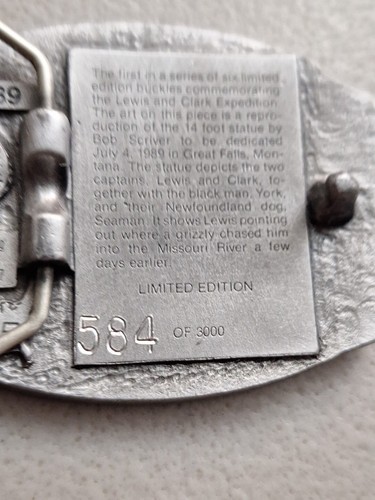 The first in a series of six limited
edition buckles commemorating
the Lewis and Clark Expedition.
The art on this piece is a repro-
duction of the 14 foot statue by
Bob Scriver to be dedicated
July 4, 1989 in Great Falls, Mon-
tana. The statue depicts the two
captains, Lewis and Clark, to-
gether with the black man, York,
and their Newfoundland dog,
Seaman. It shows Lewis pointing
out where a grizzly chased him
into the Missouri River a few
days earlier.
LIMITED EDITION
584 OF 3000